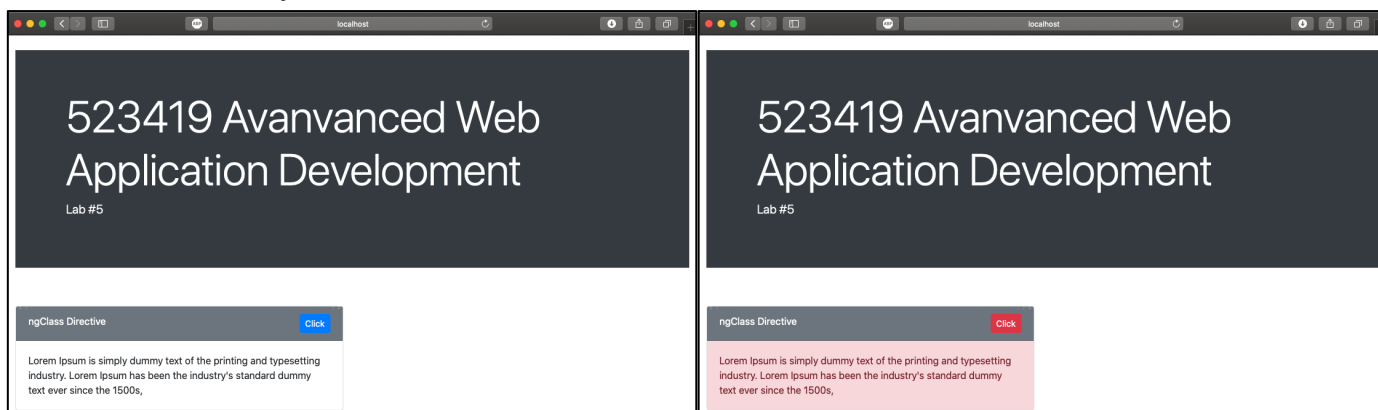 ABP
localhost
523419 Avanvanced Web
Application Development
Lab #5
ngClass Directive
Click
Lorem Ipsum is simply dummy text of the printing and typesetting
industry. Lorem Ipsum has been the industry's standard dummy
text ever since the 1500s,
ABP
localhost
523419 Avanvanced Web
Application Development
Lab #5
ngClass Directive
Click
Lorem Ipsum is simply dummy text of the printing and typesetting
industry. Lorem Ipsum has been the industry's standard dummy
text ever since the 1500s,